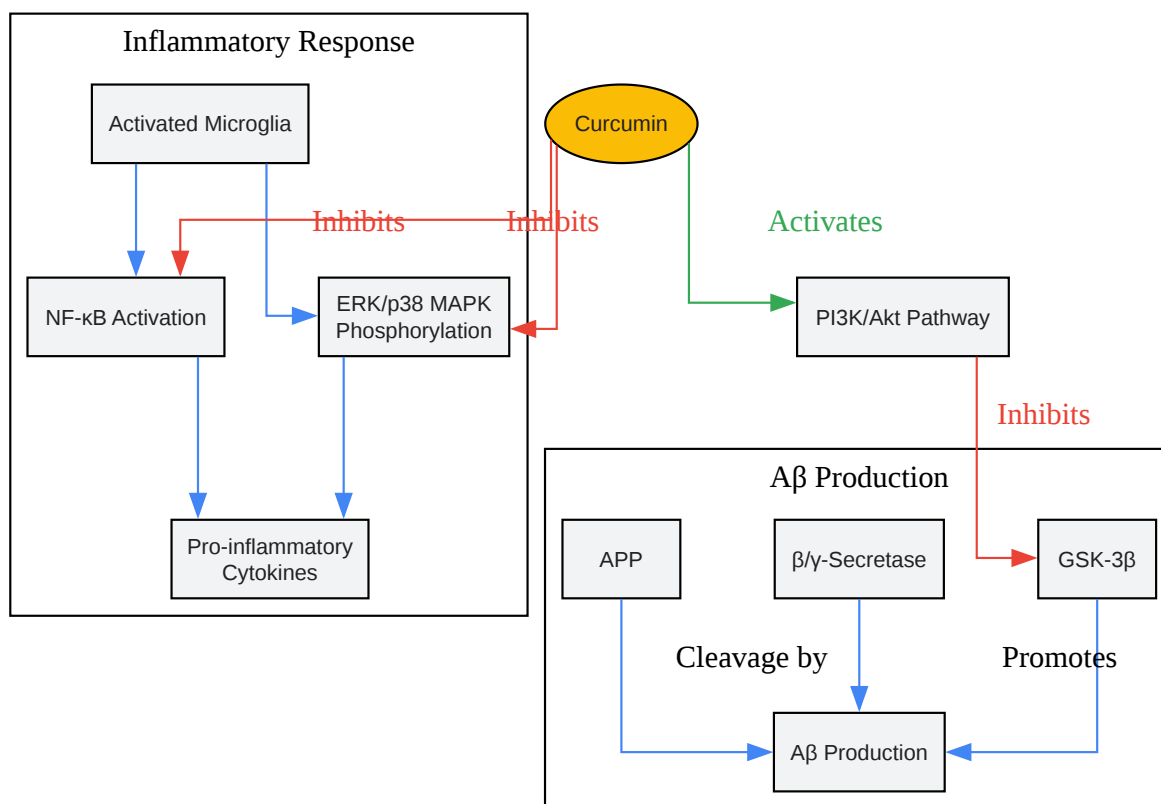 Inflammatory Response
Activated Microglia
Curcumin
Inhibits
Inhibits
Activates
NF-κB Activation
ERK/p38 MAPK
Phosphorylation
PI3K/Akt Pathway
Inhibits
Aβ Production
Pro-inflammatory
Cytokines
APP
β/γ-Secretase
GSK-3β
Cleavage by
Promotes
Aβ Production